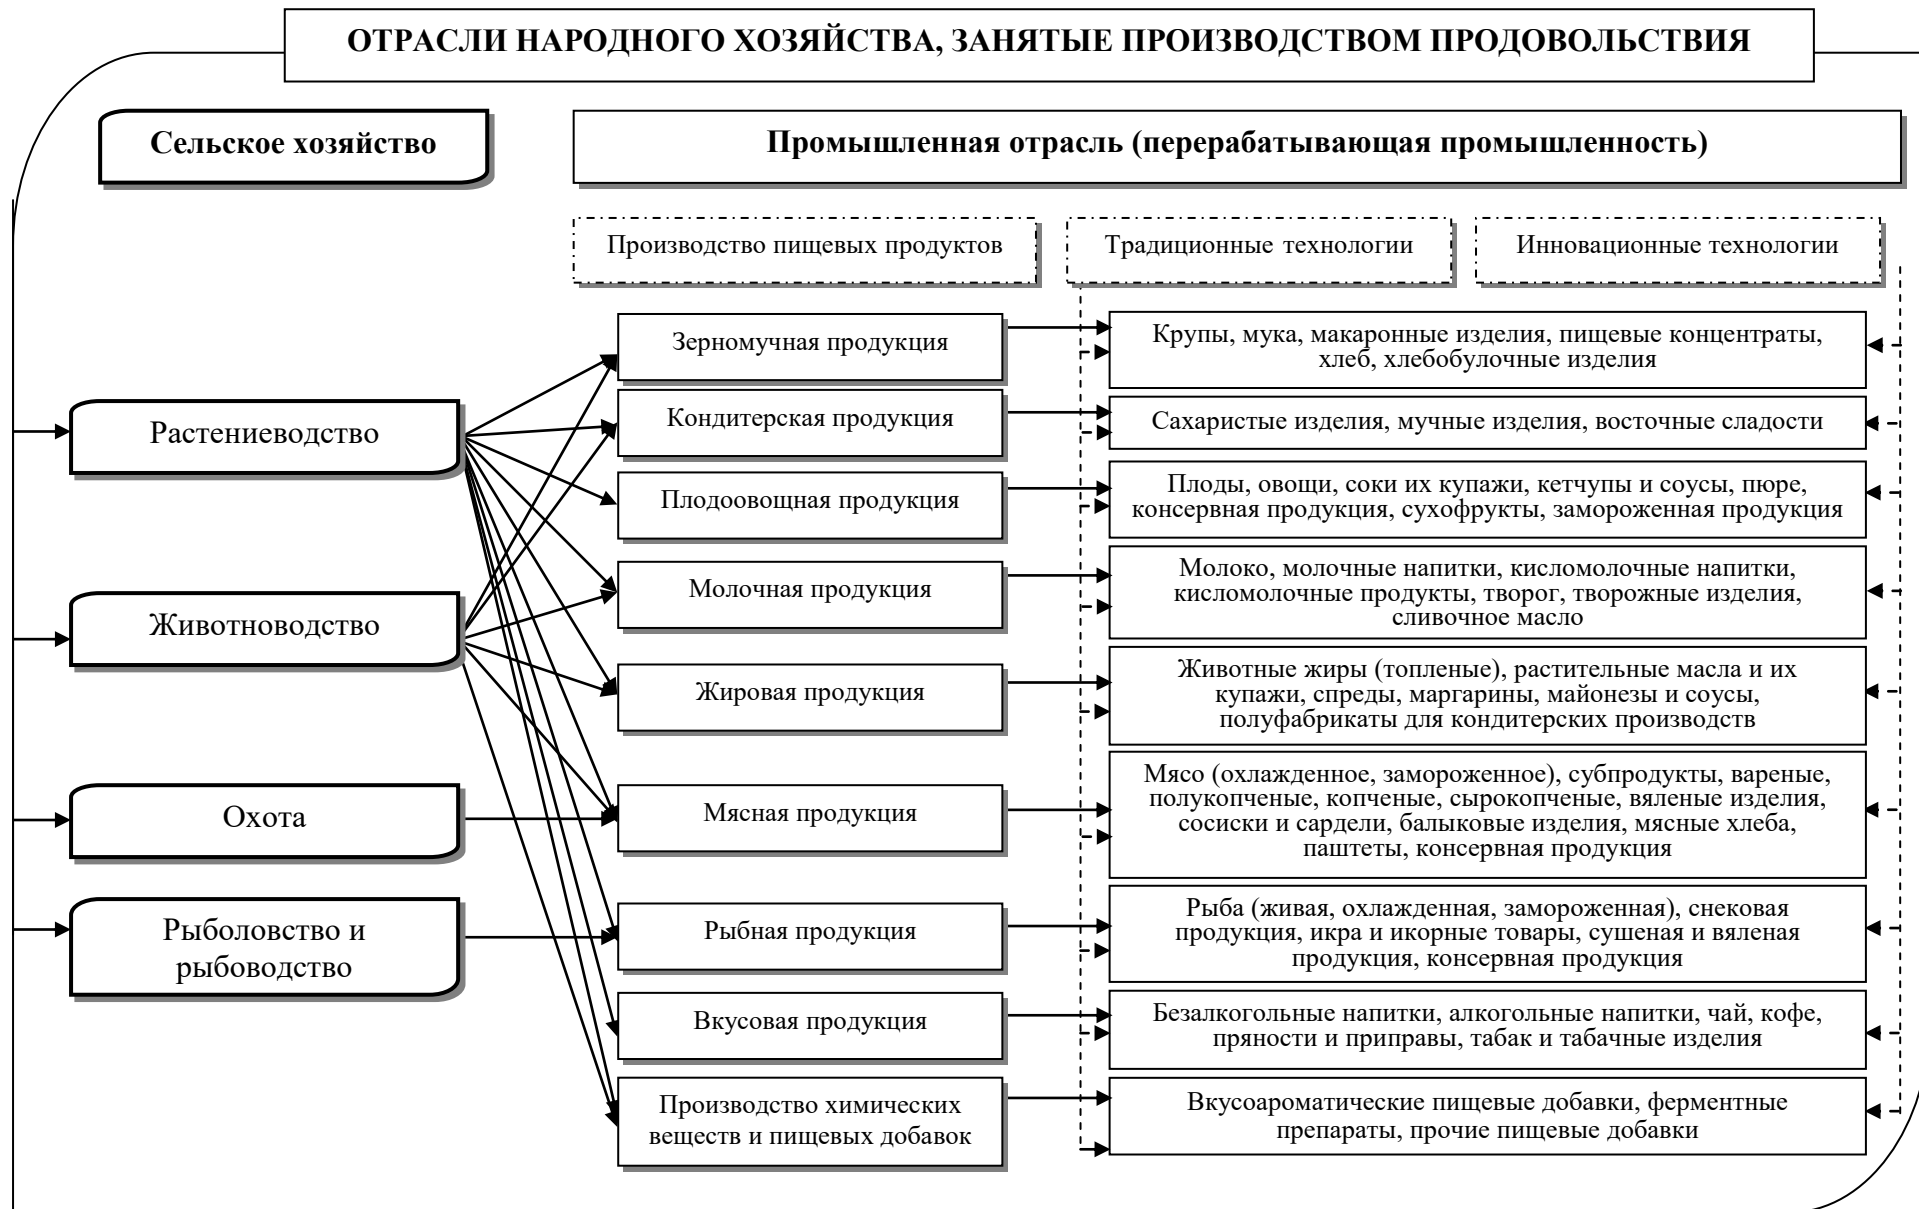 ОТРАСЛИ НАРОДНОГО ХОЗЯЙСТВА, ЗАНЯТЫЕ ПРОИЗВОДСТВОМ ПРОДОВОЛЬСТВИЯ
Сельское хозяйство
Промышленная отрасль (перерабатывающая промышленность)
Производство пищевых продуктов
Традиционные технологии
Инновационные технологии
Растениеводство
Животноводство
Охота
Рыболовство и
рыбоводство
Зерномучная продукция
Крупы, мука, макаронные изделия, пищевые концентраты,
хлеб, хлебобулочные изделия
Кондитерская продукция
Сахаристые изделия, мучные изделия, восточные сладости
Плодоовощная продукция
Плоды, овощи, соки их купажи, кетчупы и соусы, пюре,
консервная продукция, сухофрукты, замороженная продукция
Молочная продукция
Молоко, молочные напитки, кисломолочные напитки,
кисломолочные продукты, творог, творожные изделия,
сливочное масло
Жировая продукция
Животные жиры (топленые), растительные масла и их
купажи, спреды, маргарины, майонезы и соусы,
полуфабрикаты для кондитерских производств
Мясная продукция
Мясо (охлажденное, замороженное), субпродукты, вареные,
полукопченые, копченые, сырокопченые, вяленые изделия,
сосиски и сардели, балыковые изделия, мясные хлеба,
паштеты, консервная продукция
Рыбная продукция
Рыба (живая, охлажденная, замороженная), снековая
продукция, икра и икорные товары, сушеная и вяленая
продукция, консервная продукция
Вкусовая продукция
Безалкогольные напитки, алкогольные напитки, чай, кофе,
пряности и приправы, табак и табачные изделия
Производство химических
веществ и пищевых добавок
Вкусоароматические пищевые добавки, ферментные
препараты, прочие пищевые добавки